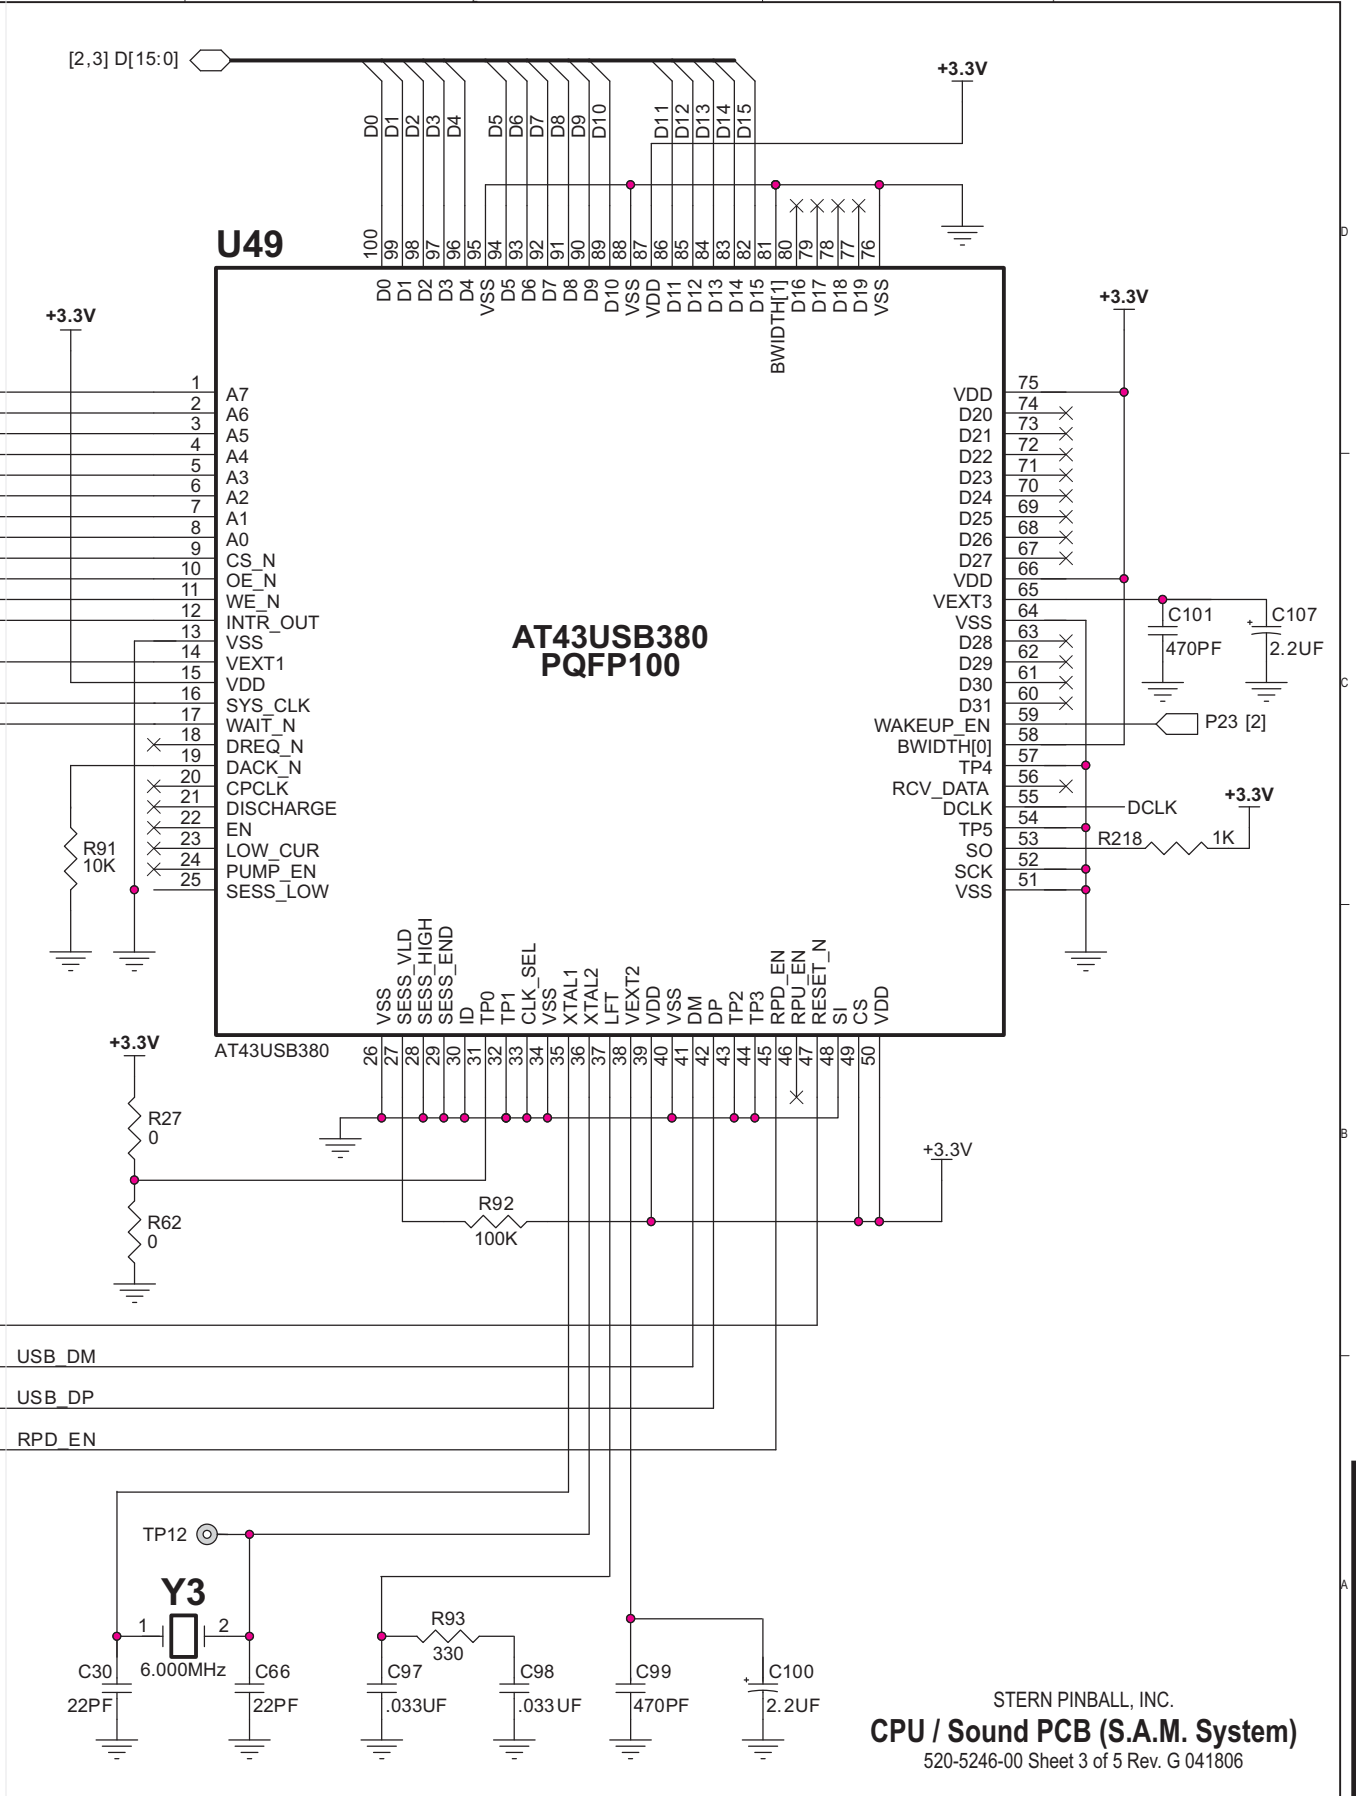 [2,3] D[15:0]
+3.3V
D0 D1 D2 D3 D4 D5 D6 D7 D8 D9 D10 D11 D12 D13 D14 D15
U49
100 99 98 97 96 95 94 93 92 91 90 89 88 87 86 85 84 83 82 81 80 79 78 77 76
D0 D1 D2 D3 D4 VSS D5 D6 D7 D8 D9 D10 VSS VDD D11 D12 D13 D14 D15 BWIDTH[1] D16 D17 D18 D19 VSS
+3.3V
+3.3V
1 A7
2 A6
3 A5
4 A4
5 A3
6 A2
7 A1
8 A0
9 CS_N
10 OE_N
11 WE_N
12 INTR_OUT
13 VSS
14 VEXT1
15 VDD
16 SYS_CLK
17 WAIT_N
18 DREQ_N
19 DACK_N
20 CPCLK
21 DISCHARGE
22 EN
23 LOW_CUR
24 PUMP_EN
25 SESS_LOW
R91
10K
AT43USB380
PQFP100
VDD 75
D20 74
D21 73
D22 72
D23 71
D24 70
D25 69
D26 68
D27 67
VDD 66
VEXT3 65
VSS 64
D28 63
D29 62
D30 61
D31 60
WAKEUP_EN 59
BWIDTH[0] 58
TP4 57
RCV_DATA 56
DCLK 55
TP5 54
SO 53
SCK 52
VSS 51
C101
470PF
+
C107
2.2UF
P23 [2]
DCLK
+3.3V
R218 1K
VSS SESS_VLD SESS_HIGH SESS_END ID TP0 TP1 CLK_SEL VSS XTAL1 XTAL2 LFT VEXT2 VDD VSS DM DP TP2 TP3 RPD_EN RPU_EN RESET_N SI CS VDD
26 27 28 29 30 31 32 33 34 35 36 37 38 39 40 41 42 43 44 45 46 47 48 49 50
AT43USB380
+3.3V
R27
0
R62
0
R92
100K
+3.3V
USB_DM
USB_DP
RPD_EN
TP12
Y3
1 2
6.000MHz
C30
22PF
C66
22PF
C97
.033UF
R93
330
C98
.033UF
C99
470PF
+
C100
2.2UF
D
C
B
A
STERN PINBALL, INC.
CPU / Sound PCB (S.A.M. System)
520-5246-00 Sheet 3 of 5 Rev. G 041806